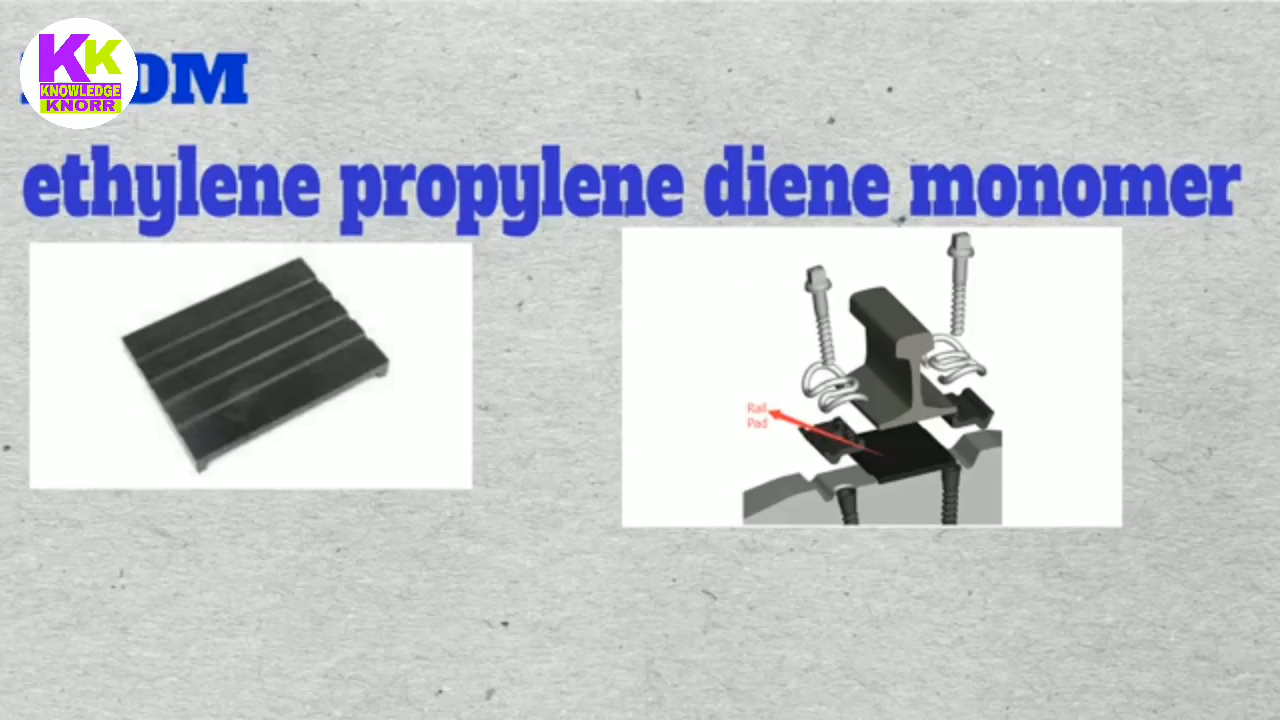 KK
KNOWLEDGE
KNORR
DM
ethylene propylene diene monomer
Rail
Pad